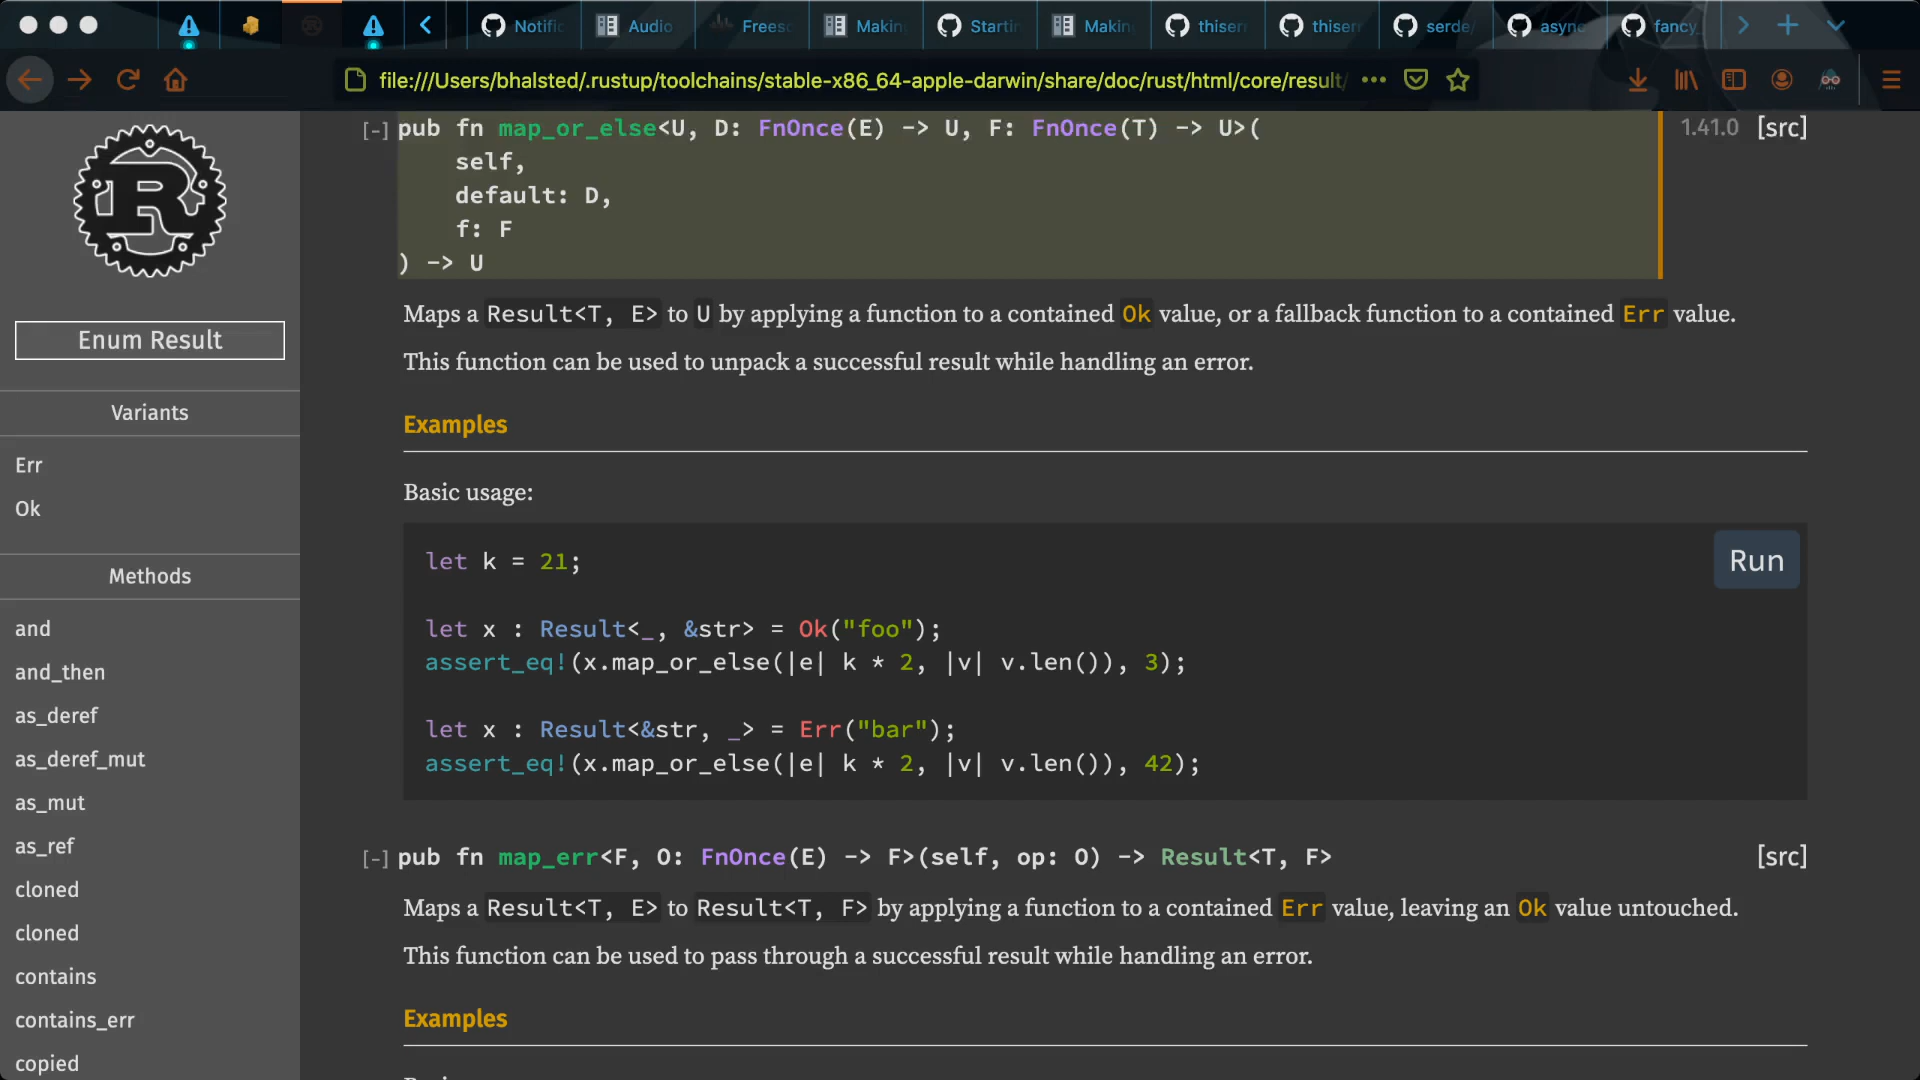 Notific
Audio
Frees
Makin
Startin
Makin
thiserr
thiserr
serde/
async
fancy_
file:///Users/bhalsted/.rustup/toolchains/stable-x86_64-apple-darwin/share/doc/rust/html/core/result/
R
Enum Result
Variants
Err
Ok
Methods
and
and_then
as_deref
as_deref_mut
as_mut
as_ref
cloned
cloned
contains
contains_err
copied
[-] pub fn map_or_else<U, D: FnOnce(E) -> U, F: FnOnce(T) -> U>( 1.41.0 [src]
self,
default: D,
f: F
) -> U
Maps a Result<T, E> to U by applying a function to a contained Ok value, or a fallback function to a contained Err value.
This function can be used to unpack a successful result while handling an error.
Examples
Basic usage:
Run
let k = 21;
let x : Result<_, &str> = Ok("foo");
assert_eq!(x.map_or_else(|e| k * 2, |v| v.len()), 3);
let x : Result<&str, _> = Err("bar");
assert_eq!(x.map_or_else(|e| k * 2, |v| v.len()), 42);
[-] pub fn map_err<F, O: FnOnce(E) -> F>(self, op: O) -> Result<T, F> [src]
Maps a Result<T, E> to Result<T, F> by applying a function to a contained Err value, leaving an Ok value untouched.
This function can be used to pass through a successful result while handling an error.
Examples